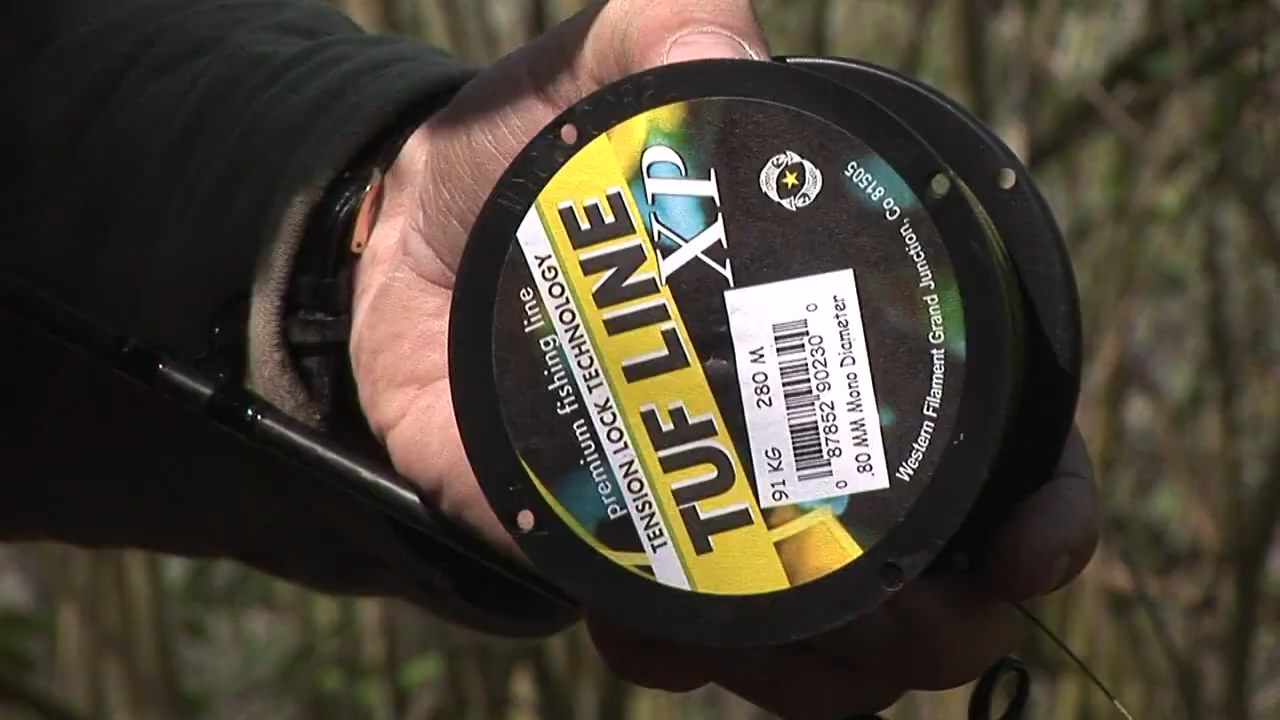 premium fishing line
TENSION LOCK TECHNOLOGY
TUF LINE
XP
91 KG 280 M
0 87852 90230 0
.80 MM Mono Diameter
Western Filament Grand Junction, Co 81505